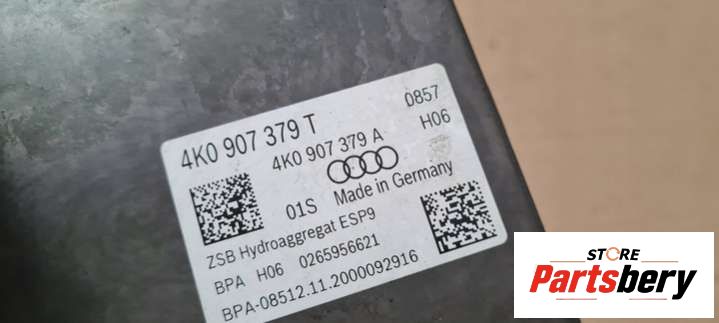 4K0 907 379 T
0857
4K0 907 379 A
H06
01S Made in Germany
ZSB Hydroaggregat ESP9
BPA H06 0265956621
BPA-08512.11.2000092916
STORE
Partsbery